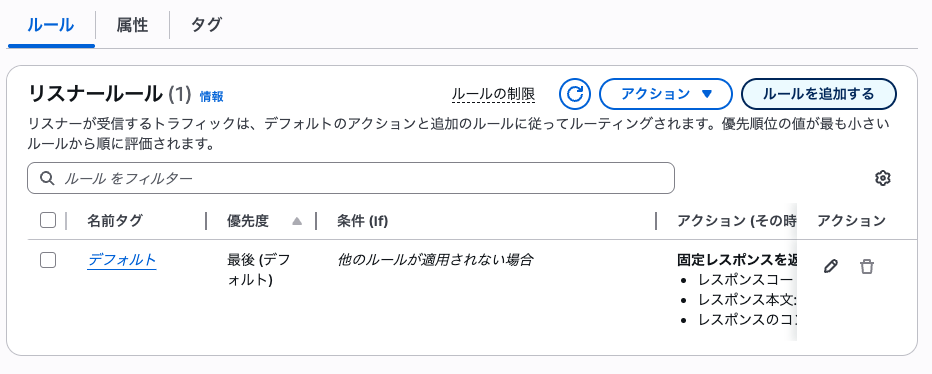 ルール 属性 タグ
リスナールール (1) 情報 ルールの制限 アクション ルールを追加する
リスナーが受信するトラフィックは、デフォルトのアクションと追加のルールに従ってルーティングされます。優先順位の値が最も小さい
ルールから順に評価されます。
ルール をフィルター
名前タグ 優先度 条件 (If) アクション (その時 アクション
デフォルト 最後 (デフ 他のルールが適用されない場合 固定レスポンスを返
ォルト) • レスポンスコー
• レスポンス本文:
• レスポンスのコン